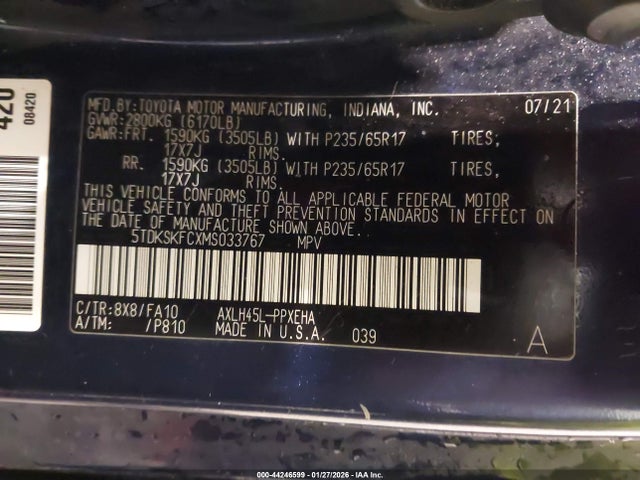 420
08420
MFD.BY:TOYOTA MOTOR MANUFACTURING, INDIANA, INC. 07/21
GVWR:2800KG (6170LB)
GAWR:FRT. 1590KG (3505LB) WITH P235/65R17 TIRES,
17X7J RIMS.
RR. 1590KG (3505LB) WITH P235/65R17 TIRES,
17X7J RIMS.
THIS VEHICLE CONFORMS TO ALL APPLICABLE FEDERAL MOTOR
VEHICLE SAFETY AND THEFT PREVENTION STANDARDS IN EFFECT ON
THE DATE OF MANUFACTURE SHOWN ABOVE.
5TDKSKFCXMS033767 MPV
C/TR:8X8/FA10 AXLH45L-PPXEHA
A/TM: /P810 MADE IN U.S.A. 039 A
000-44246599 - 01/27/2026 - IAA Inc.